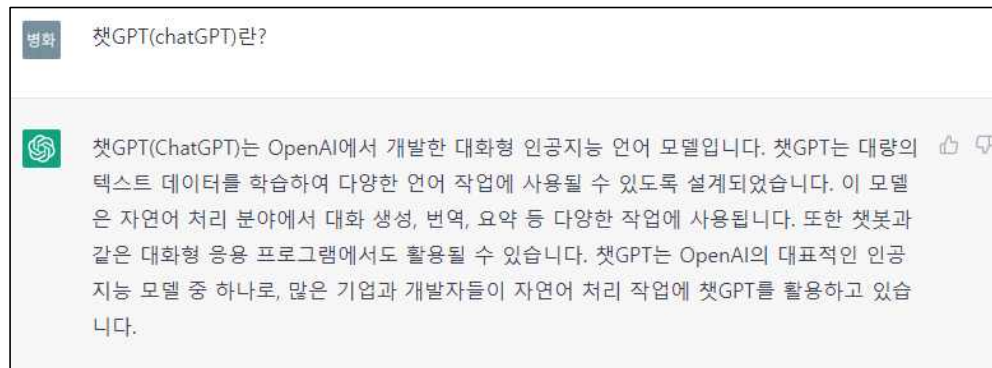 병화
챗GPT(chatGPT)란?
챗GPT(ChatGPT)는 OpenAI에서 개발한 대화형 인공지능 언어 모델입니다. 챗GPT는 대량의
텍스트 데이터를 학습하여 다양한 언어 작업에 사용될 수 있도록 설계되었습니다. 이 모델
은 자연어 처리 분야에서 대화 생성, 번역, 요약 등 다양한 작업에 사용됩니다. 또한 챗봇과
같은 대화형 응용 프로그램에서도 활용될 수 있습니다. 챗GPT는 OpenAI의 대표적인 인공
지능 모델 중 하나로, 많은 기업과 개발자들이 자연어 처리 작업에 챗GPT를 활용하고 있습
니다.